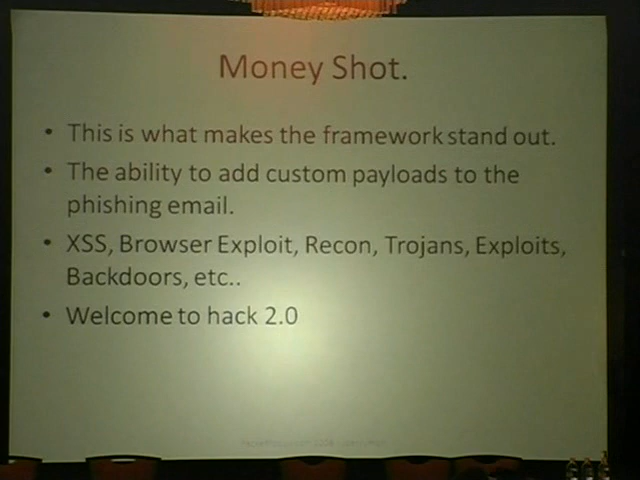 Money Shot.
• This is what makes the framework stand out.
• The ability to add custom payloads to the
phishing email.
• XSS, Browser Exploit, Recon, Trojans, Exploits,
Backdoors, etc..
• Welcome to hack 2.0